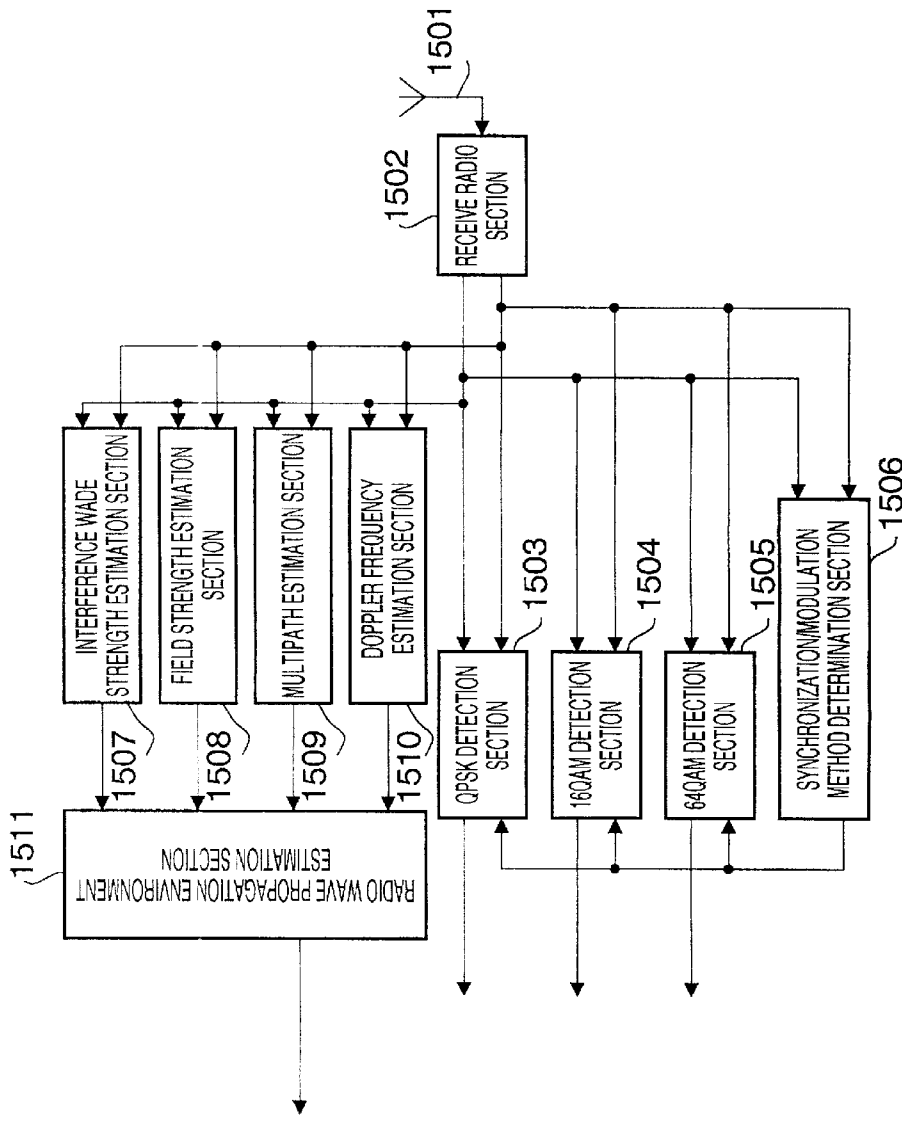 1501
1502
RECEIVE RADIO
SECTION
INTERFERENCE WADE
STRENGTH ESTIMATION SECTION
1507
FIELD STRENGTH ESTIMATION
SECTION
1508
MULTIPATH ESTIMATION SECTION
1509
DOPPLER FREQUENCY
ESTIMATION SECTION
1510
1511
RADIO WAVE PROPAGATION ENVIRONMENT
ESTIMATION SECTION
QPSK DETECTION
SECTION
1503
16QAM DETECTION
SECTION
1504
64QAM DETECTION
SECTION
1505
SYNCHRONIZATION/MODULATION
METHOD DETERMINATION SECTION
1506